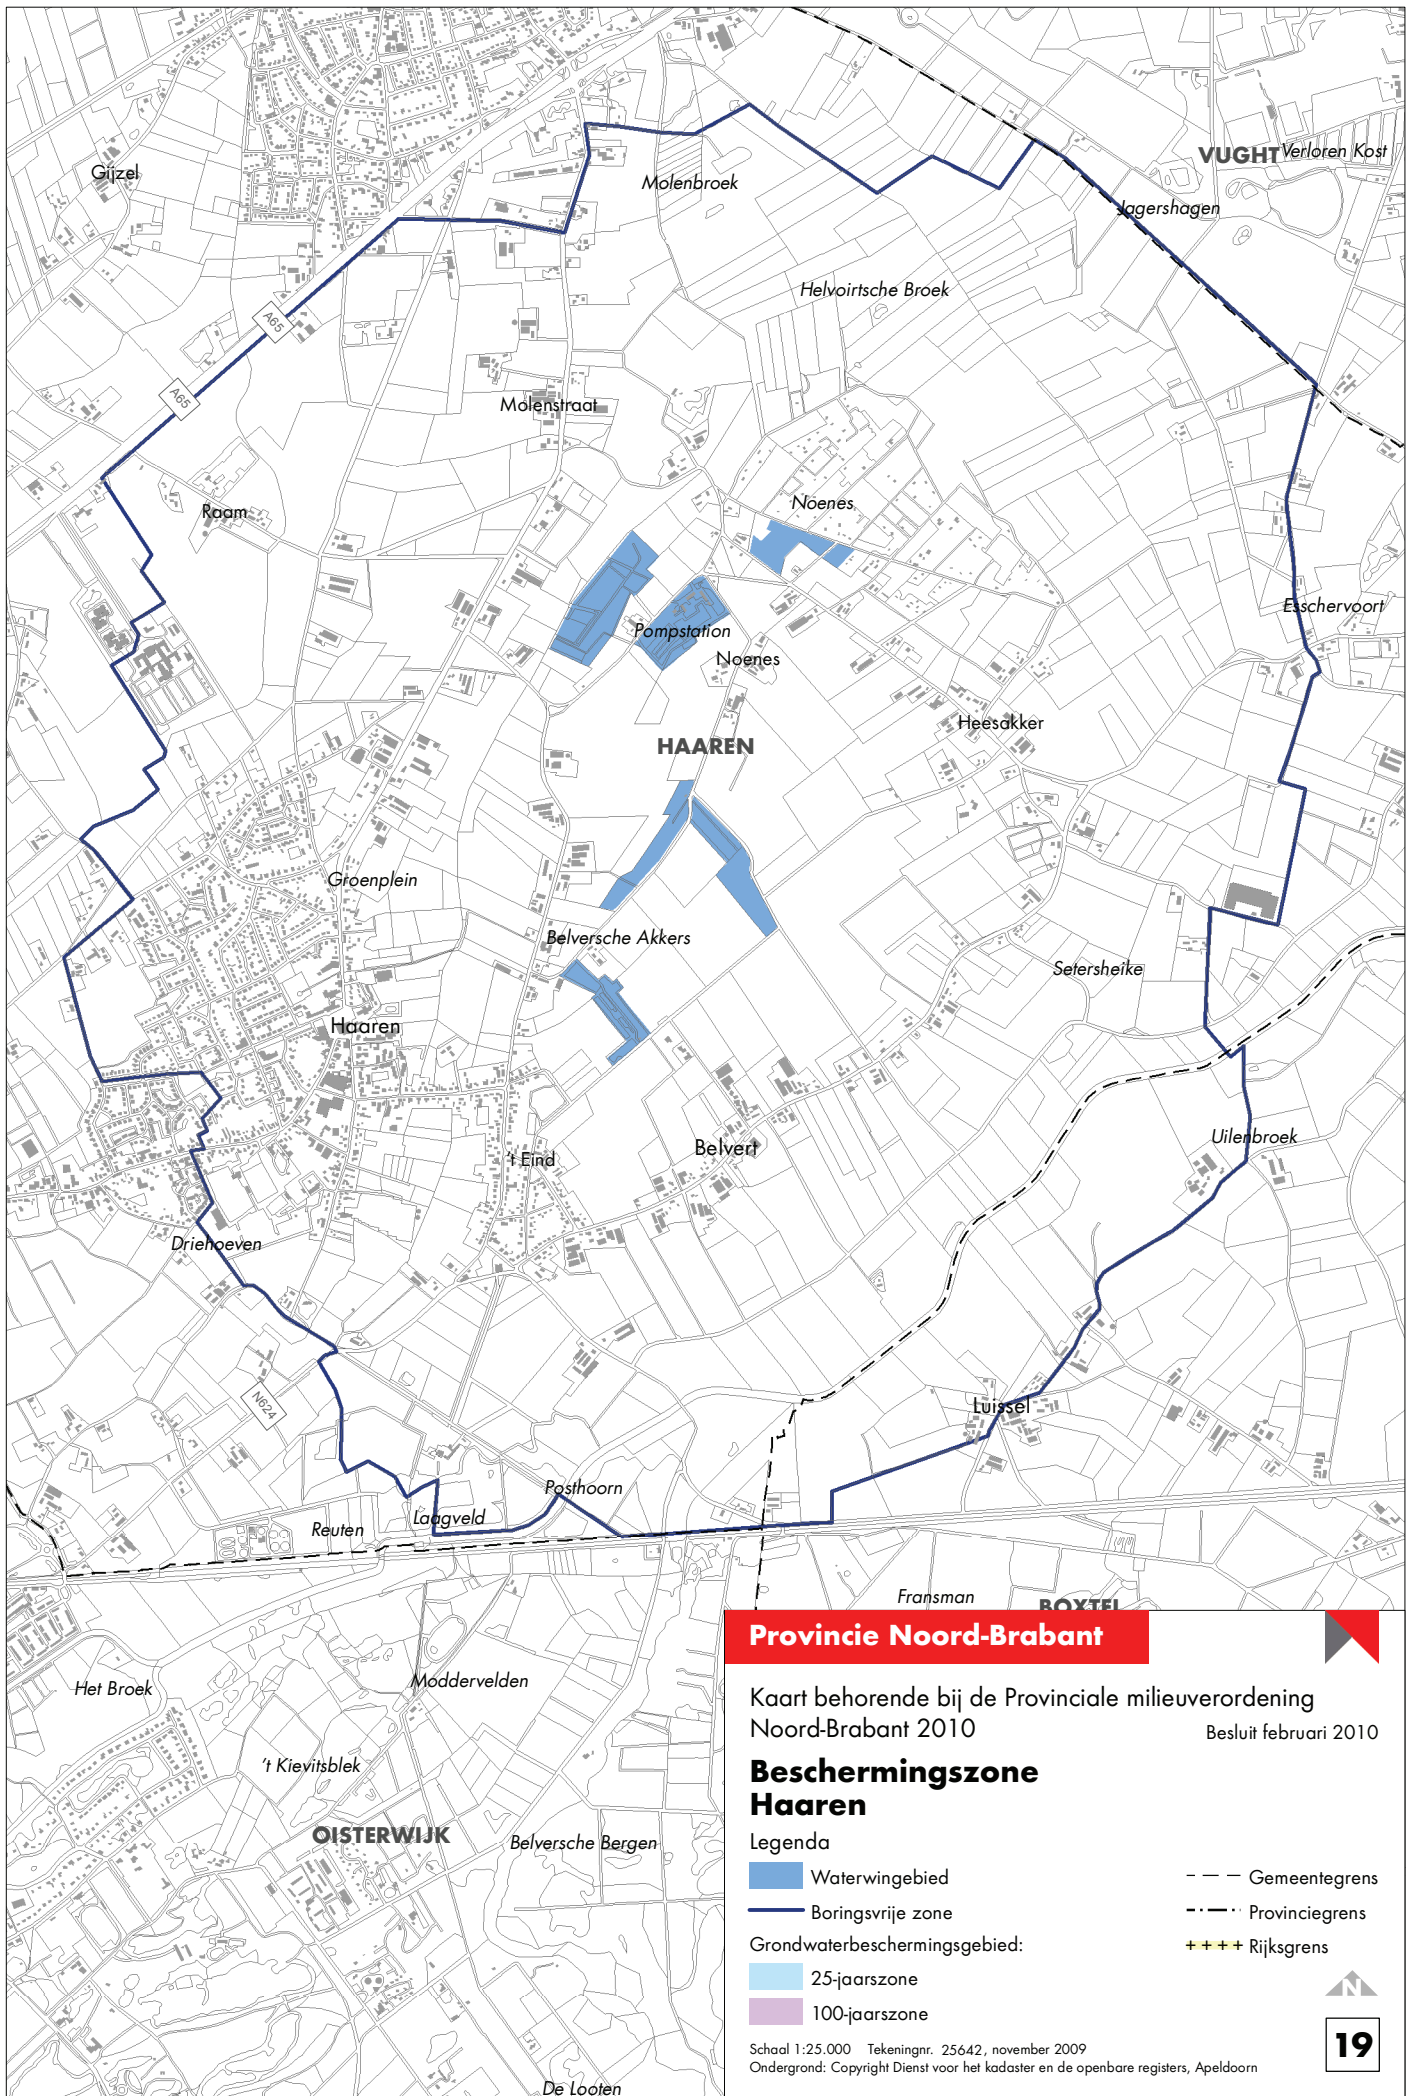 Gijzel
Molenbroek
VUGHT
Verloren Kost
Jagershagen
Helvoirtsche Broek
A65
A65
Molenstraat
Raam
Noenes
Pompstation
Noenes
Esschervoort
Heesakker
HAAREN
Groenplein
Belversche Akkers
Setersheike
Haaren
't Eind
Belvert
Uilenbroek
Driehoeven
N624
Luissel
Posthoorn
Laagveld
Reuten
Fransman
BOXTEL
Het Broek
Moddervelden
't Kievitsblek
OISTERWIJK
Belversche Bergen
De Looten
Provincie Noord-Brabant
Kaart behorende bij de Provinciale milieuverordening
Noord-Brabant 2010 Besluit februari 2010
Beschermingszone
Haaren
Legenda
Waterwingebied
Gemeentegrens
Boringsvrije zone
Provinciegrens
Grondwaterbeschermingsgebied:
Rijksgrens
25-jaarszone
N
100-jaarszone
Schaal 1:25.000 Tekeningnr. 25642, november 2009
Ondergrond: Copyright Dienst voor het kadaster en de openbare registers, Apeldoorn
19